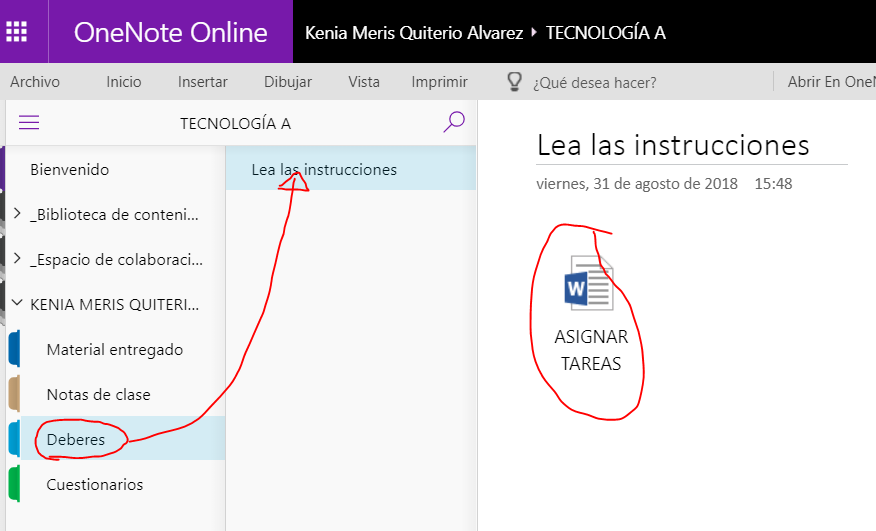 OneNote Online
Kenia Meris Quiterio Alvarez ▸ TECNOLOGÍA A
Archivo Inicio Insertar Dibujar Vista Imprimir ¿Qué desea hacer? Abrir En OneN
TECNOLOGÍA A
Bienvenido
_Biblioteca de conteni...
_Espacio de colaboraci...
KENIA MERIS QUITERI...
Material entregado
Notas de clase
Deberes
Cuestionarios
Lea las instrucciones
Lea las instrucciones
viernes, 31 de agosto de 2018 15:48
W
ASIGNAR
TAREAS